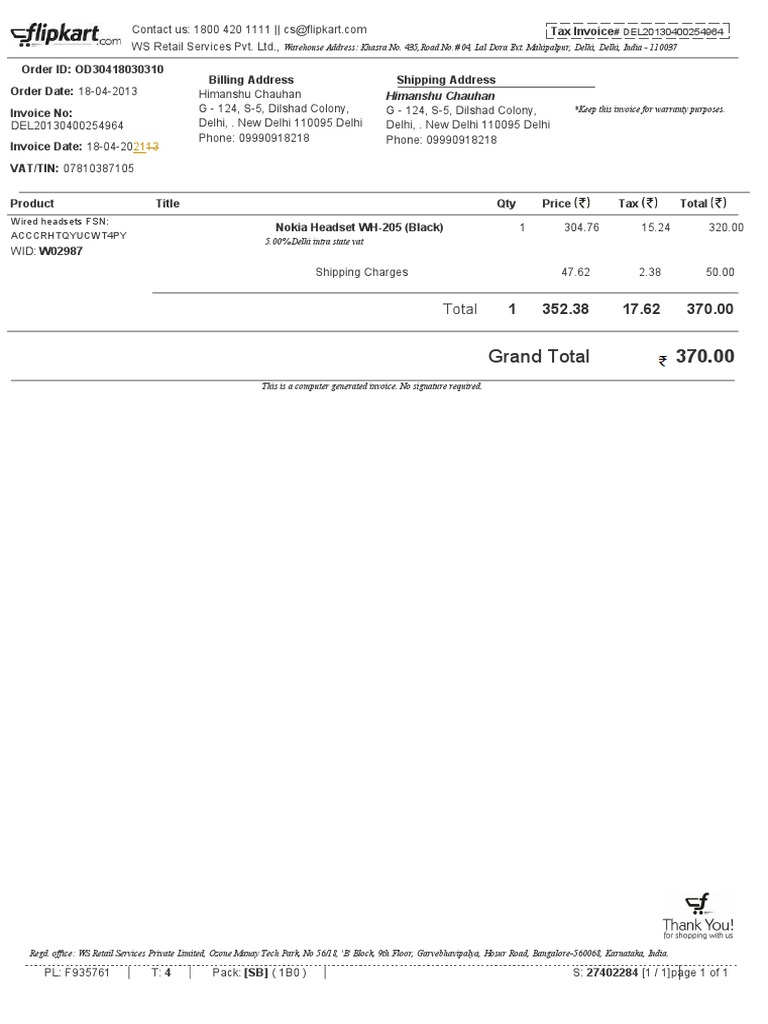 flipkart.com
Contact us: 1800 420 1111 || cs@flipkart.com
Tax Invoice# DEL20130400254964
WS Retail Services Pvt. Ltd., Warehouse Address: Khasra No. 435, Road No. # 04, Lal Dora Ext. Mahipalpur, Delhi, Delhi, India - 110037
Order ID: OD30418030310
Order Date: 18-04-2013
Invoice No:
DEL20130400254964
Invoice Date: 18-04-202113
VAT/TIN: 07810387105
Billing Address
Himanshu Chauhan
G - 124, S-5, Dilshad Colony,
Delhi, . New Delhi 110095 Delhi
Phone: 09990918218
Shipping Address
Himanshu Chauhan
G - 124, S-5, Dilshad Colony,
Delhi, . New Delhi 110095 Delhi
Phone: 09990918218
*Keep this invoice for warranty purposes.
Product Title Qty Price (₹) Tax (₹) Total (₹)
Wired headsets FSN:
ACCCRHTQYUCWT4PY
WID: W02987
Nokia Headset WH-205 (Black) 1 304.76 15.24 320.00
5.00% Delhi intra state vat
Shipping Charges 47.62 2.38 50.00
Total 1 352.38 17.62 370.00
Grand Total ₹ 370.00
This is a computer generated invoice. No signature required.
Thank You!
for shopping with us
Regd. office: WS Retail Services Private Limited, Ozone Manay Tech Park, No 56/18, 'B' Block, 9th Floor, Garvebhavipalya, Hosur Road, Bangalore-560068, Karnataka, India.
PL: F935761 T: 4 Pack: [SB] ( 1B0 ) S: 27402284 [1 / 1]page 1 of 1